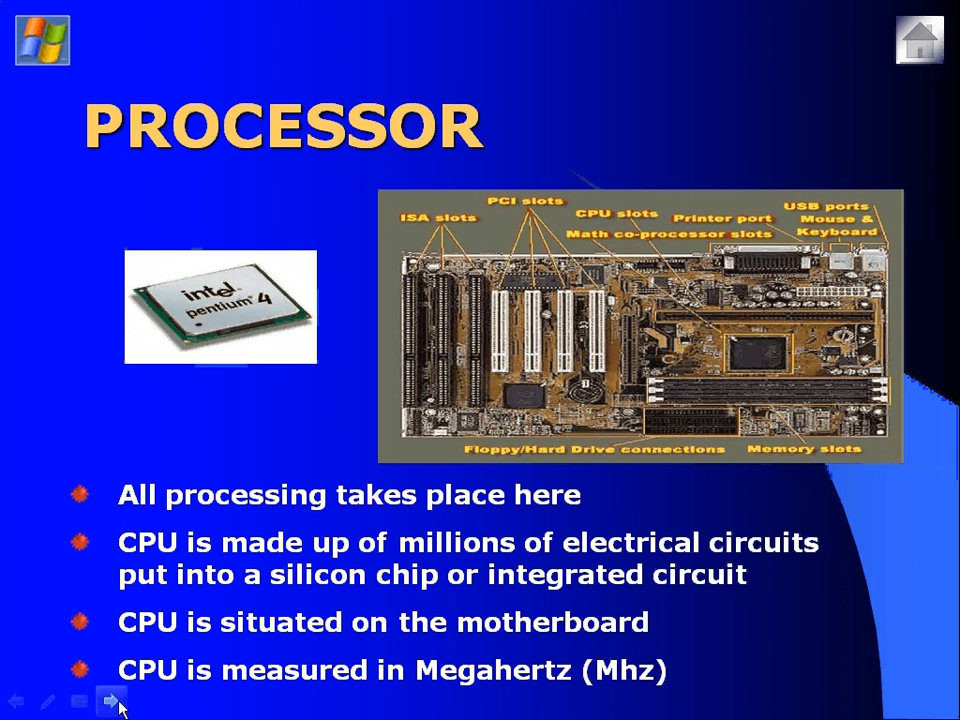 PROCESSOR
PCI slots
USB ports
ISA slots
CPU slots
Printer port
Mouse &
Keyboard
Math co-processor slots
intel
pentium 4
Floppy/Hard Drive connections
Memory slots
All processing takes place here
CPU is made up of millions of electrical circuits
put into a silicon chip or integrated circuit
CPU is situated on the motherboard
CPU is measured in Megahertz (Mhz)